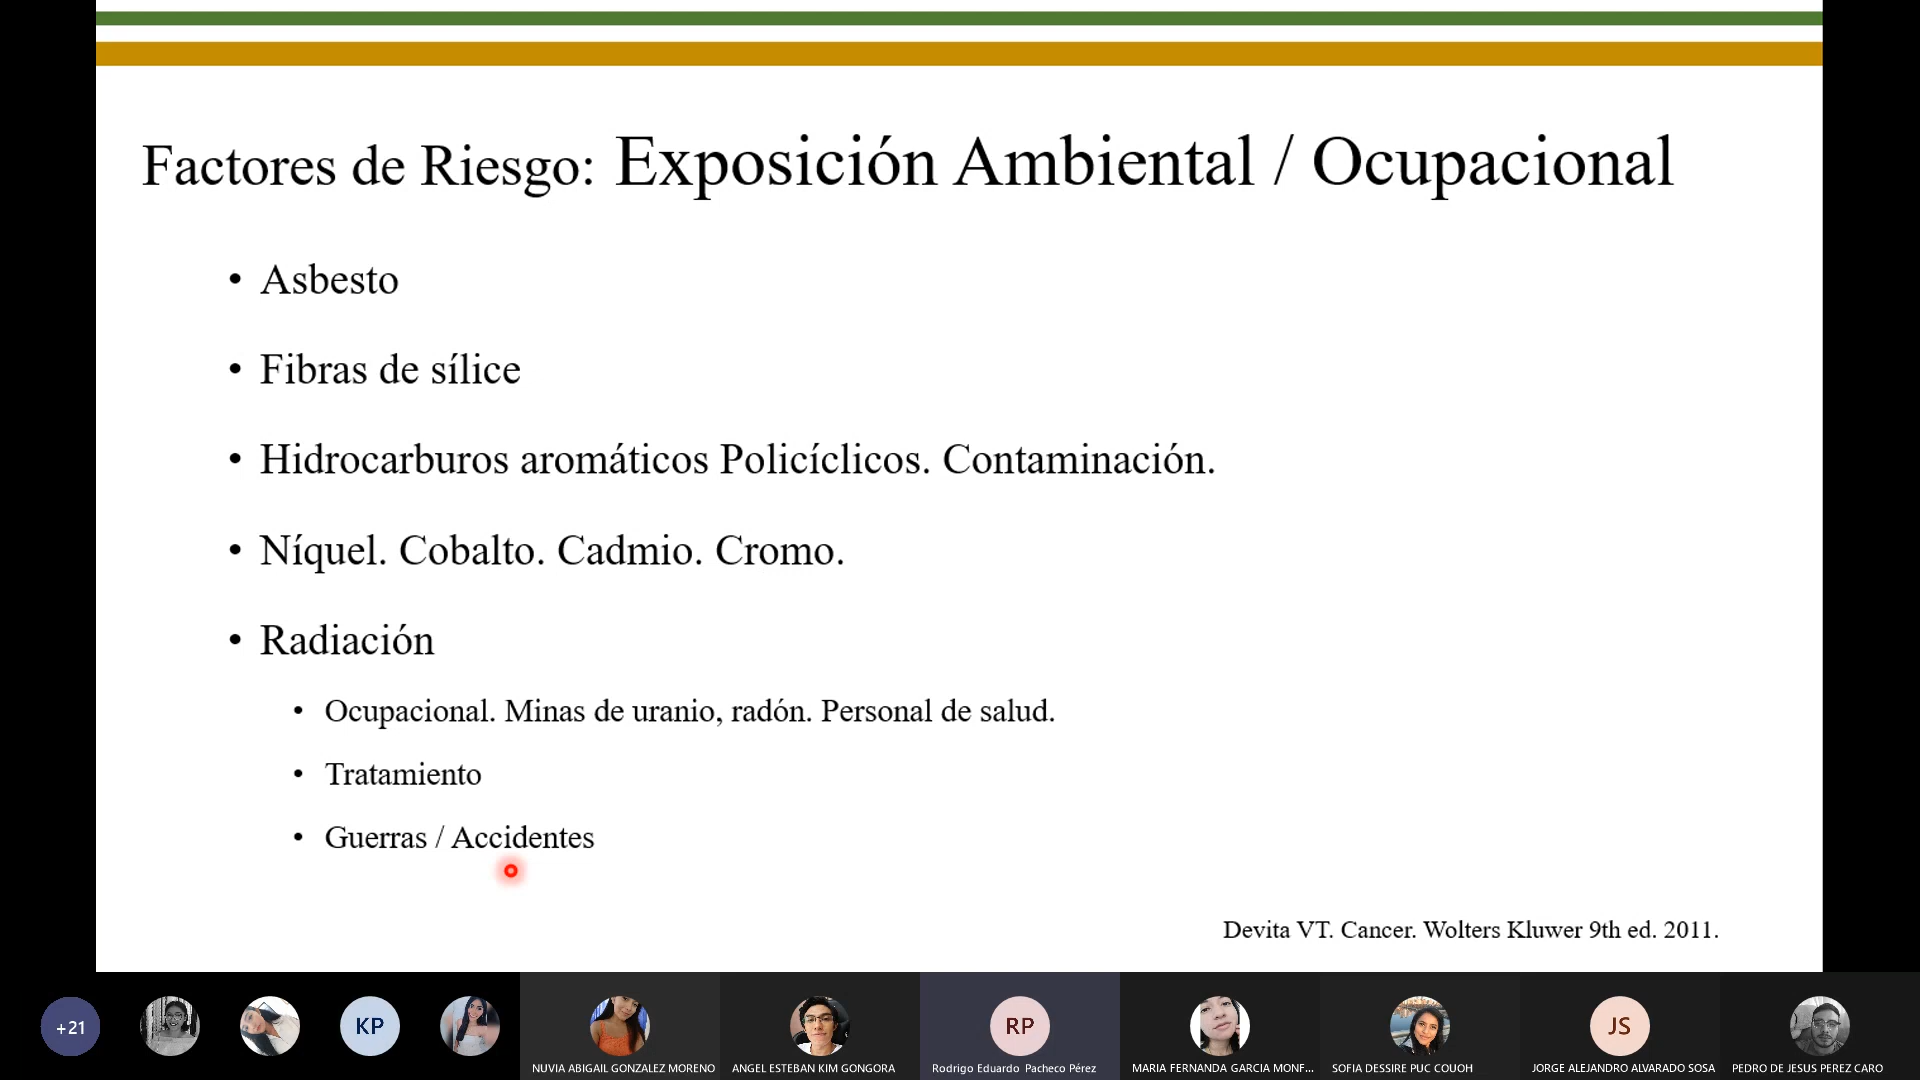 Factores de Riesgo: Exposición Ambiental / Ocupacional
• Asbesto
• Fibras de sílice
• Hidrocarburos aromáticos Policíclicos. Contaminación.
• Níquel. Cobalto. Cadmio. Cromo.
• Radiación
• Ocupacional. Minas de uranio, radón. Personal de salud.
• Tratamiento
• Guerras / Accidentes
Devita VT. Cancer. Wolters Kluwer 9th ed. 2011.
+21
KP
RP
JS
NUVIA ABIGAIL GONZALEZ MORENO
ANGEL ESTEBAN KIM GONGORA
Rodrigo Eduardo Pacheco Pérez
MARIA FERNANDA GARCIA MONF...
SOFIA DESSIRE PUC COUOH
JORGE ALEJANDRO ALVARADO SOSA
PEDRO DE JESUS PEREZ CARO